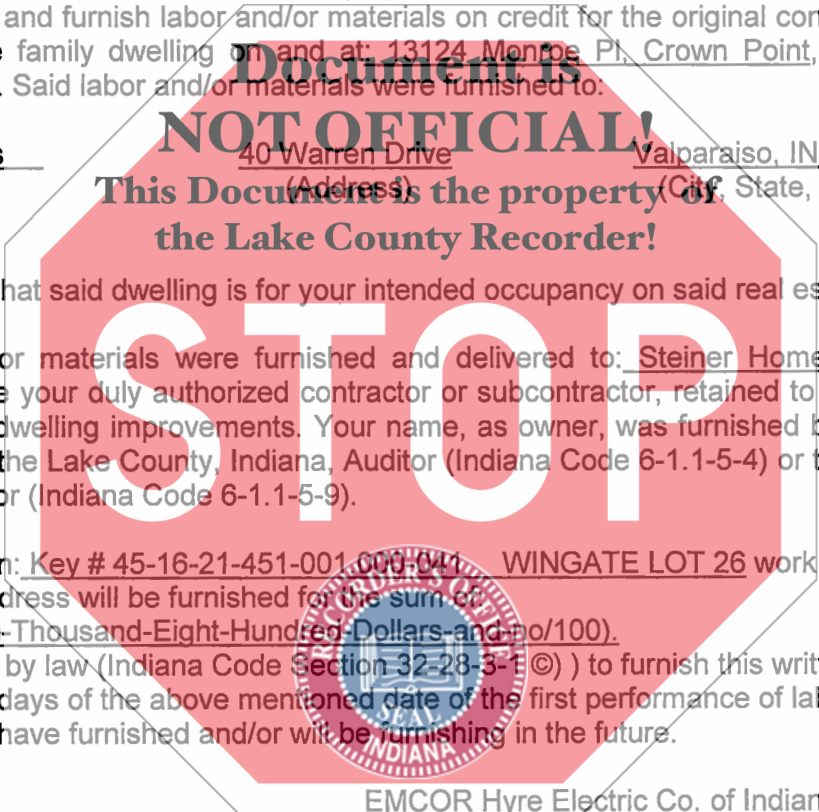 and furnish labor and/or materials on credit for the original con
family dwelling on and at: 13124 Monroe Pl, Crown Point,
Document is
Said labor and/or materials were furnished to:
NOT OFFICIAL!
40 Warren Drive Valparaiso, IN
This Document is the property of
(Address) (City, State,
the Lake County Recorder!
hat said dwelling is for your intended occupancy on said real es
STOP
or materials were furnished and delivered to: Steiner Home
e your duly authorized contractor or subcontractor, retained to
dwelling improvements. Your name, as owner, was furnished b
the Lake County, Indiana, Auditor (Indiana Code 6-1.1-5-4) or t
or (Indiana Code 6-1.1-5-9).
n: Key # 45-16-21-451-001.000-041 WINGATE LOT 26 work
dress will be furnished for the sum of:
-Thousand-Eight-Hundred-Dollars-and-no/100).
by law (Indiana Code Section 32-28-3-1 ©) ) to furnish this writ
days of the above mentioned date of the first performance of lab
have furnished and/or will be furnishing in the future.
RECORDER'S OFFICE
SEAL
INDIANA
EMCOR Hyre Electric Co. of Indian